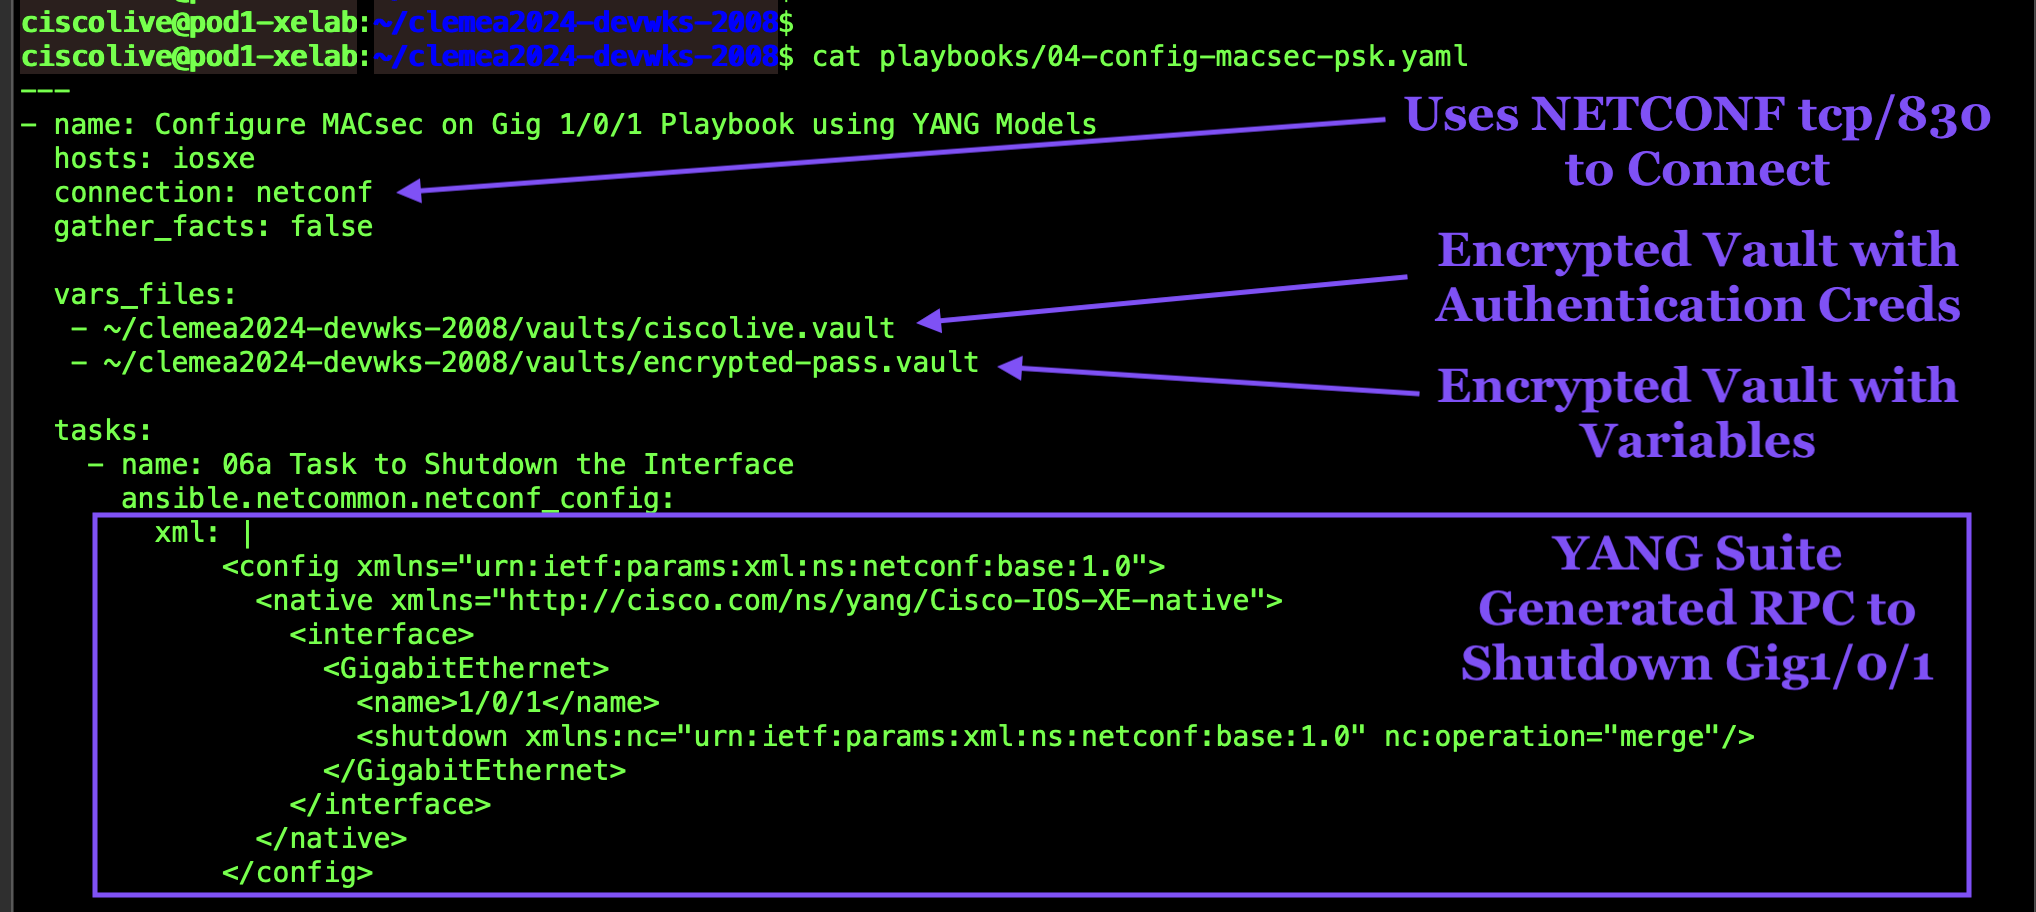 ciscolive@pod1-xelab:~/clemea2024-devwks-2008$
ciscolive@pod1-xelab:~/clemea2024-devwks-2008$ cat playbooks/04-config-macsec-psk.yaml
---
- name: Configure MACsec on Gig 1/0/1 Playbook using YANG Models
  hosts: iosxe
  connection: netconf
  gather_facts: false
  vars_files:
   - ~/clemea2024-devwks-2008/vaults/ciscolive.vault
   - ~/clemea2024-devwks-2008/vaults/encrypted-pass.vault
  tasks:
    - name: 06a Task to Shutdown the Interface
      ansible.netcommon.netconf_config:
        xml: |
            <config xmlns="urn:ietf:params:xml:ns:netconf:base:1.0">
              <native xmlns="http://cisco.com/ns/yang/Cisco-IOS-XE-native">
                <interface>
                  <GigabitEthernet>
                    <name>1/0/1</name>
                    <shutdown xmlns:nc="urn:ietf:params:xml:ns:netconf:base:1.0" nc:operation="merge"/>
                  </GigabitEthernet>
                </interface>
              </native>
            </config>
Uses NETCONF tcp/830
to Connect
Encrypted Vault with
Authentication Creds
Encrypted Vault with
Variables
YANG Suite
Generated RPC to
Shutdown Gig1/0/1